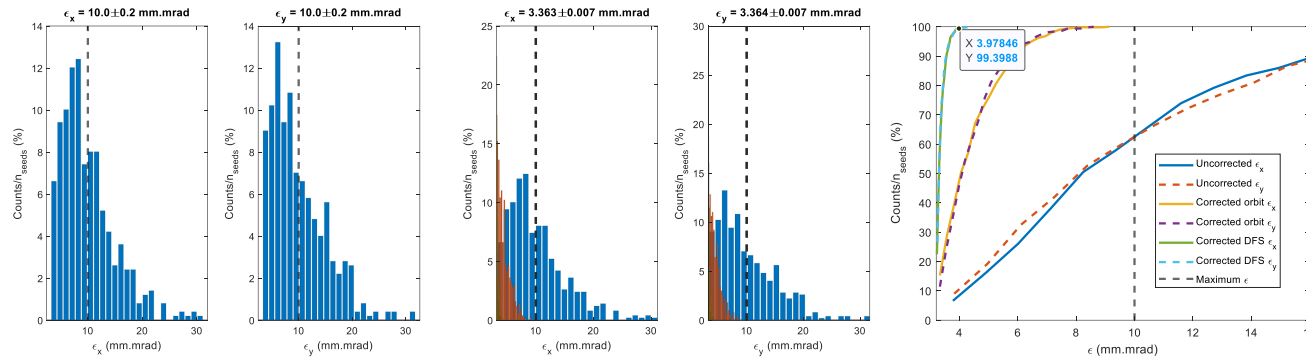 ϵx = 10.0±0.2 mm.mrad
14
12
10
8
6
4
2
0
Counts/nseeds (%)
10
20
30
ϵx (mm.mrad)
ϵy = 10.0±0.2 mm.mrad
14
12
10
8
6
4
2
0
Counts/nseeds (%)
10
20
30
ϵy (mm.mrad)
ϵx = 3.363±0.007 mm.mrad
25
20
15
10
5
0
Counts/nseeds (%)
10
20
30
ϵx (mm.mrad)
ϵy = 3.364±0.007 mm.mrad
30
25
20
15
10
5
0
Counts/nseeds (%)
10
20
30
ϵy (mm.mrad)
100
90
80
70
60
50
40
30
20
10
0
Counts/nseeds (%)
X 3.97846
Y 99.3988
Uncorrected ϵx
Uncorrected ϵy
Corrected orbit ϵx
Corrected orbit ϵy
Corrected DFS ϵx
Corrected DFS ϵy
Maximum ϵ
4
6
8
10
12
14
ϵ (mm.mrad)